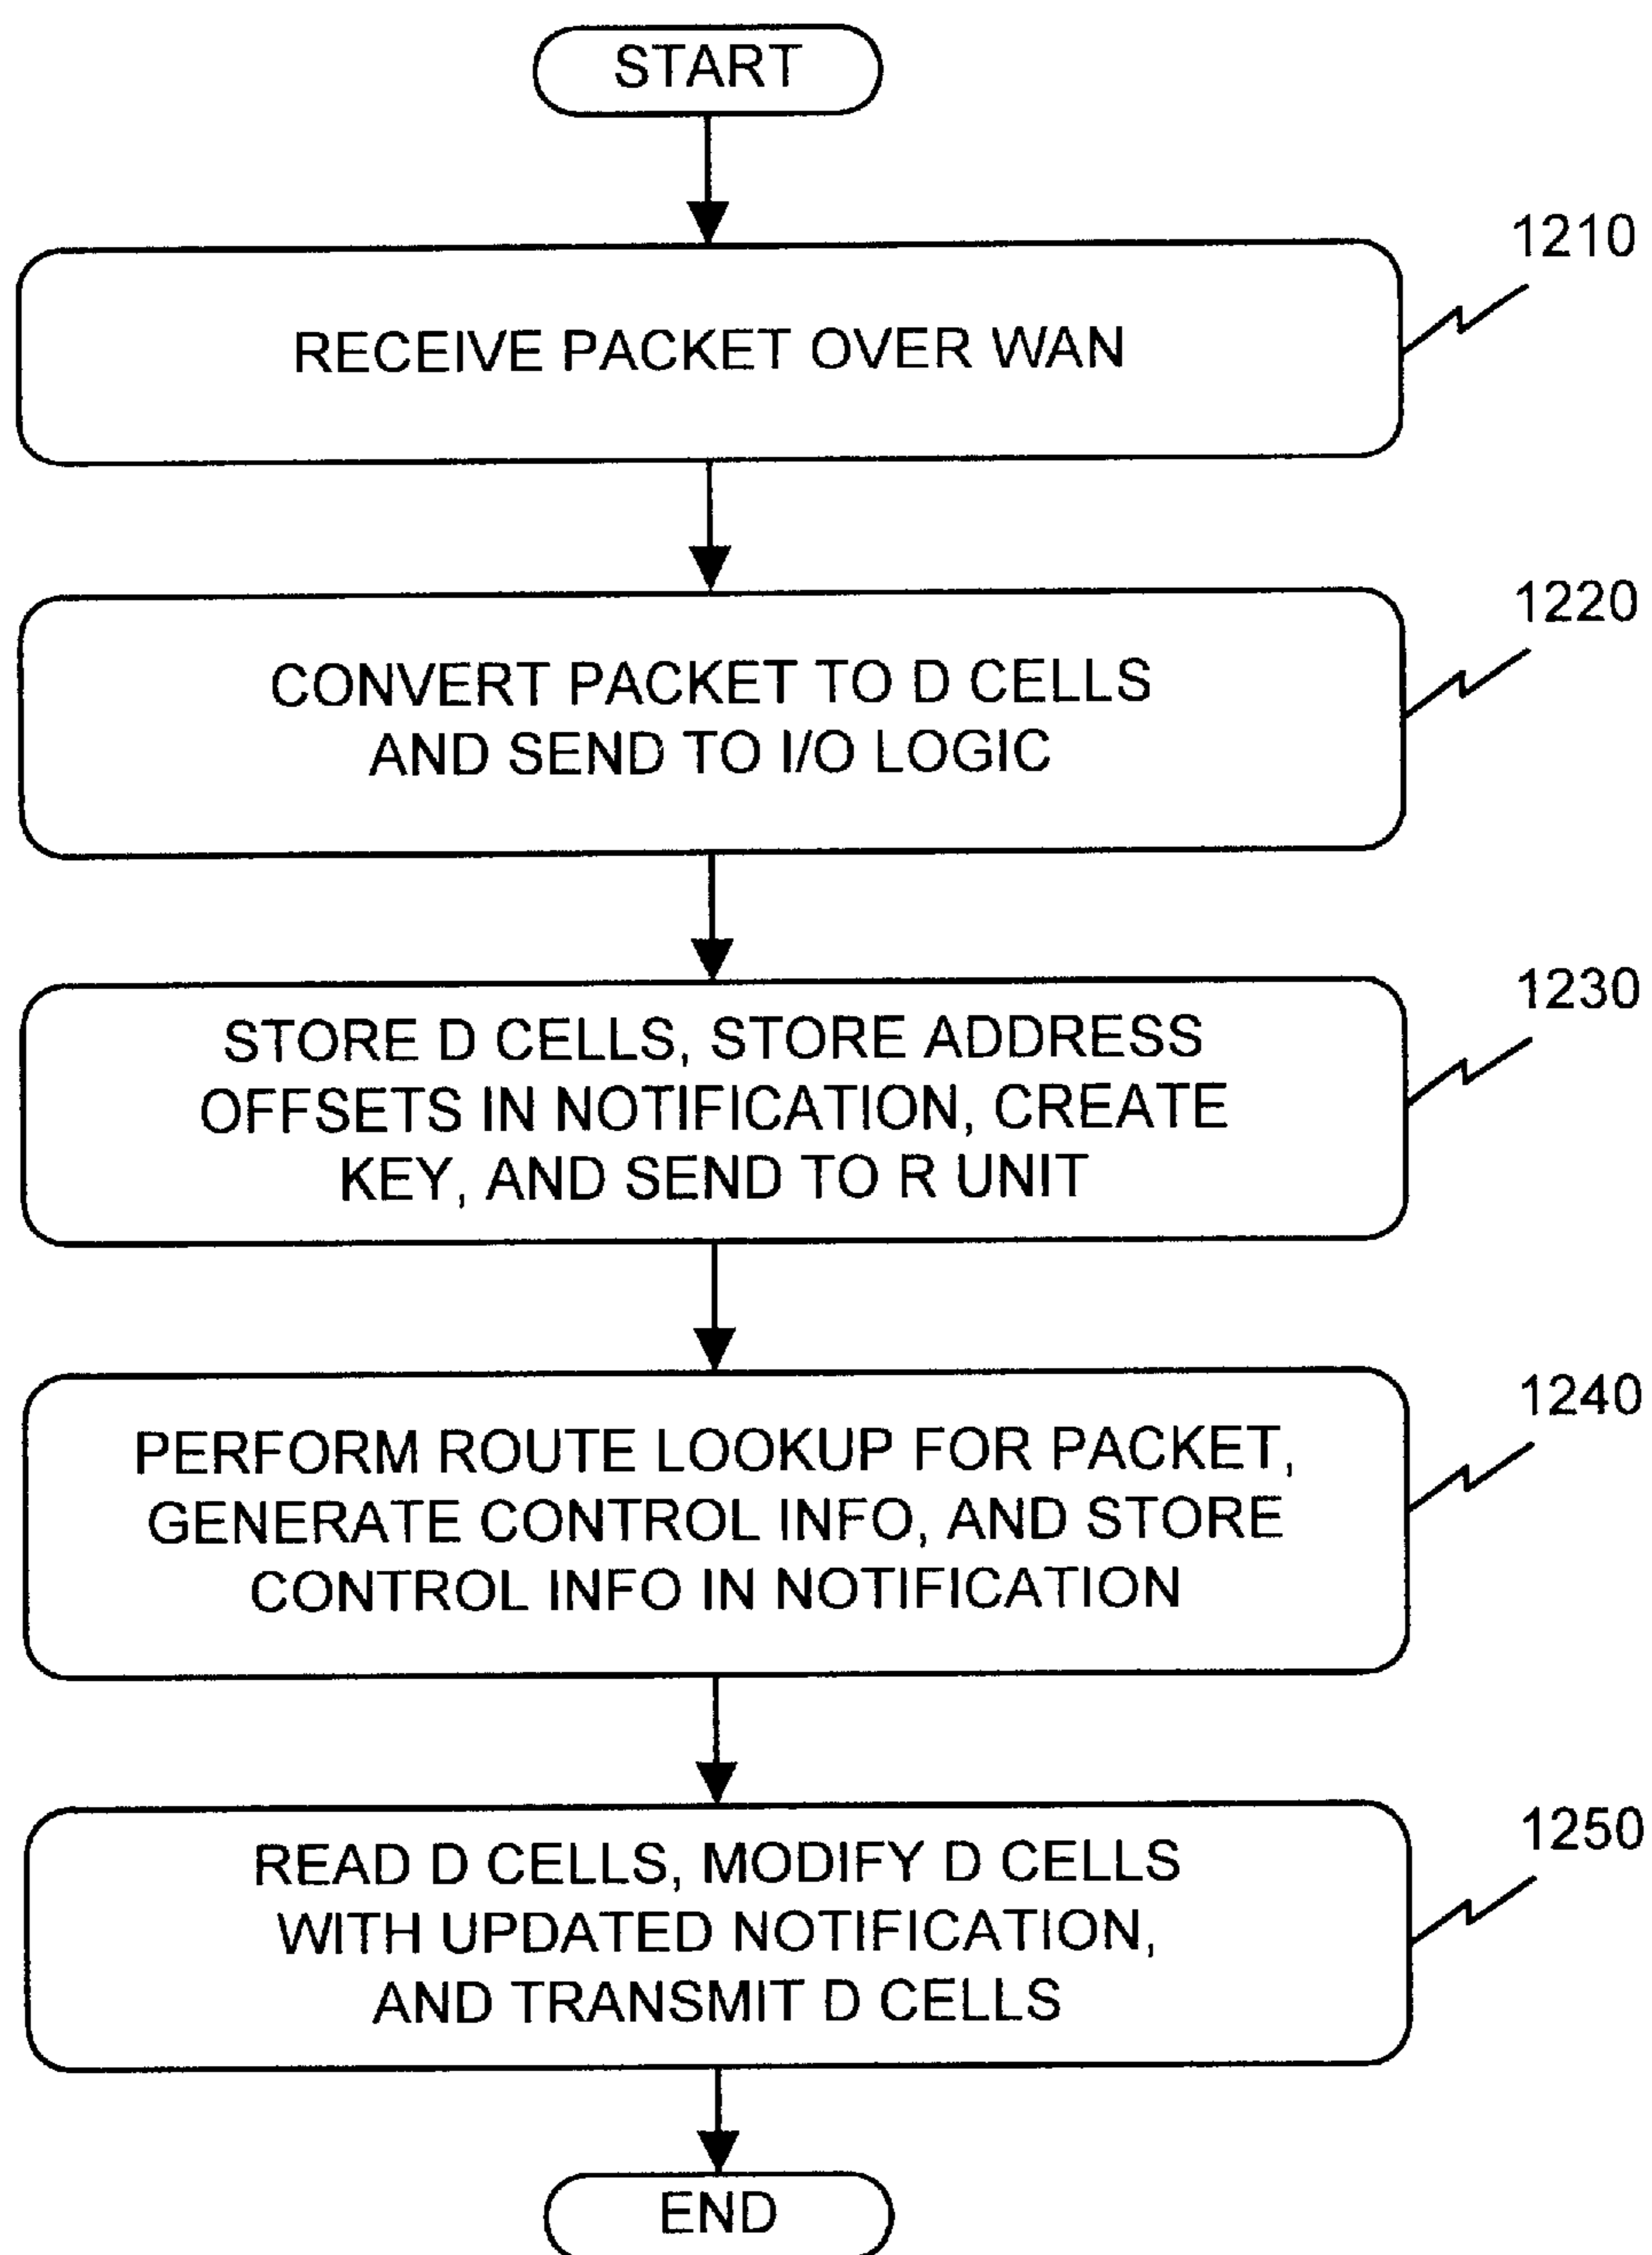 START
1210
RECEIVE PACKET OVER WAN
1220
CONVERT PACKET TO D CELLS
AND SEND TO I/O LOGIC
1230
STORE D CELLS, STORE ADDRESS
OFFSETS IN NOTIFICATION, CREATE
KEY, AND SEND TO R UNIT
1240
PERFORM ROUTE LOOKUP FOR PACKET,
GENERATE CONTROL INFO, AND STORE
CONTROL INFO IN NOTIFICATION
1250
READ D CELLS, MODIFY D CELLS
WITH UPDATED NOTIFICATION,
AND TRANSMIT D CELLS
END